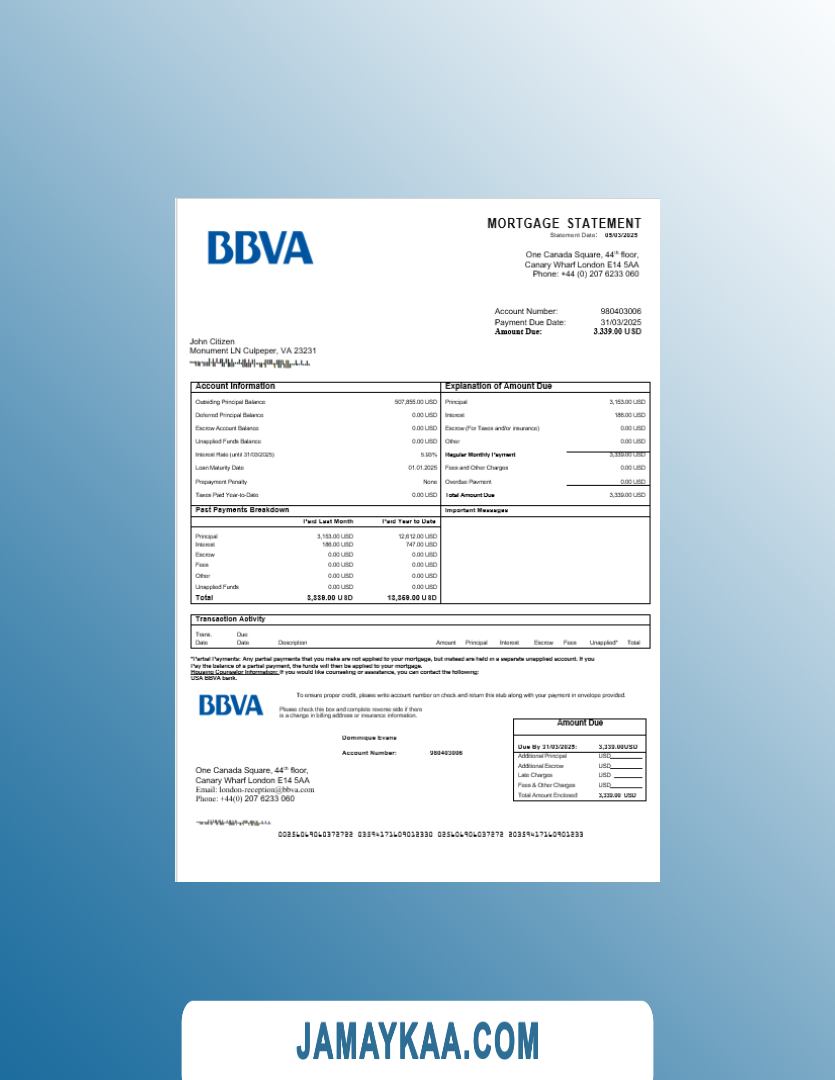 BBVA
MORTGAGE STATEMENT
Statement Date: 05/03/2025
One Canada Square, 44th floor,
Canary Wharf London E14 5AA
Phone: +44 (0) 207 6233 060
Account Number: 980403006
Payment Due Date: 31/03/2025
Amount Due: 3.339.00 USD
John Citizen
Monument LN Culpeper, VA 23231
Account Information
Outsiding Principal Balance 507,855.00 USD
Deferred Principal Balance 0.00 USD
Escrow Account Balance 0.00 USD
Unapplied Funds Balance 0.00 USD
Interest Rate (until 31/03/2025) 5.93%
Loan Maturity Date 01.01.2025
Prepayment Penalty None
Taxes Paid Year-to-Date 0.00 USD
Explanation of Amount Due
Principal 3,153.00 USD
Interest 186.00 USD
Escrow (For Taxes and/or insurance) 0.00 USD
Other 0.00 USD
Regular Monthly Payment 3,339.00 USD
Fees and Other Charges 0.00 USD
Overdue Payment 0.00 USD
Total Amount Due 3,339.00 USD
Past Payments Breakdown
Paid Last Month Paid Year to Date
Principal 3,153.00 USD 12,612.00 USD
Interest 186.00 USD 747.00 USD
Escrow 0.00 USD 0.00 USD
Fees 0.00 USD 0.00 USD
Other 0.00 USD 0.00 USD
Unapplied Funds 0.00 USD 0.00 USD
Total 3,339.00 USD 13,359.00 USD
Important Messages
Transaction Activity
Trans. Due
Date Date Description Amount Principal Interest Escrow Fees Unapplied* Total
*Partial Payments: Any partial payments that you make are not applied to your mortgage, but instead are held in a separate unapplied account. If you
Pay the balance of a partial payment, the funds will then be applied to your mortgage.
Housing Counselor Information: If you would like counseling or assistance, you can contact the following:
USA BBVA bank.
BBVA
To ensure proper credit, please write account number on check and return this stub along with your payment in envelope provided.
Please check this box and complete reverse side if there
is a change in billing address or insurance information.
Dominique Evans
Account Number: 980403006
One Canada Square, 44th floor,
Canary Wharf London E14 5AA
Email: london-reception@bbva.com
Phone: +44(0) 207 6233 060
Amount Due
Due By 31/03/2025: 3,339.00USD
Additional Principal USD
Additional Escrow USD
Late Charges USD
Fees & Other Charges USD
Total Amount Enclosed 3,339.00 USD
JAMAYKAA.COM